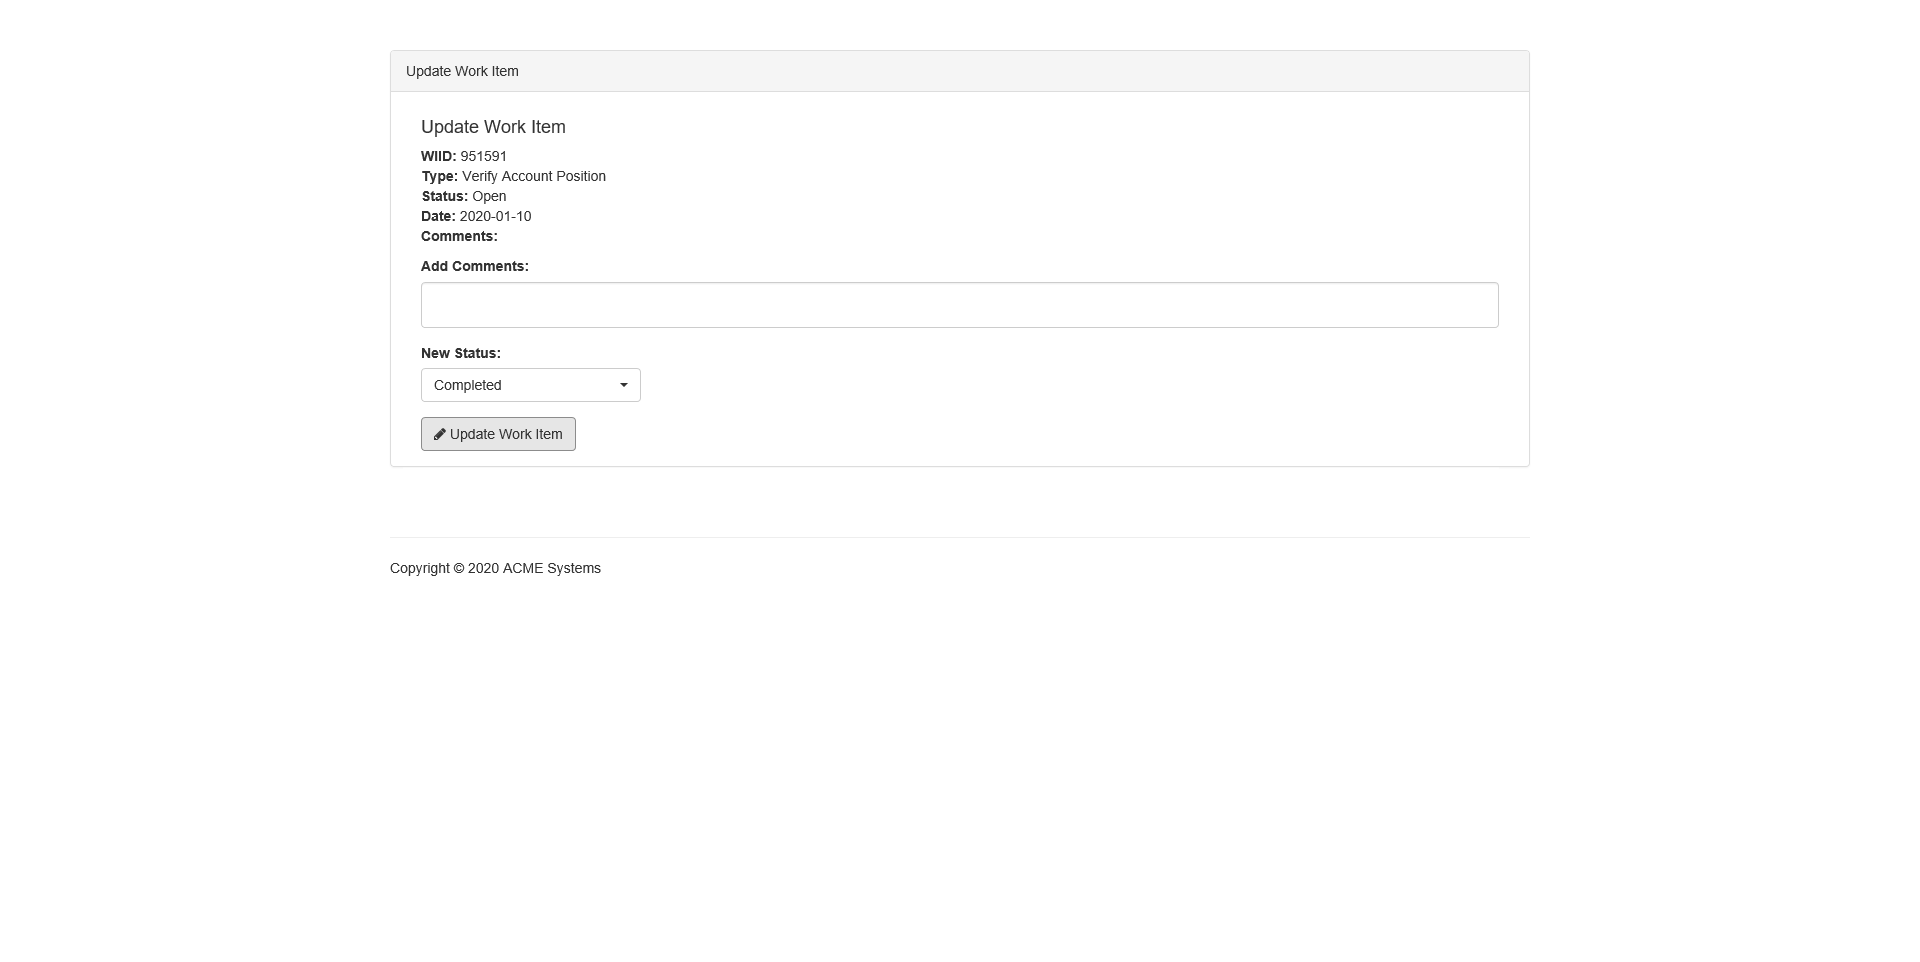 Update Work Item
Update Work Item
WIID: 951591
Type: Verify Account Position
Status: Open
Date: 2020-01-10
Comments:
Add Comments:
New Status:
Completed
Update Work Item
Copyright © 2020 ACME Systems